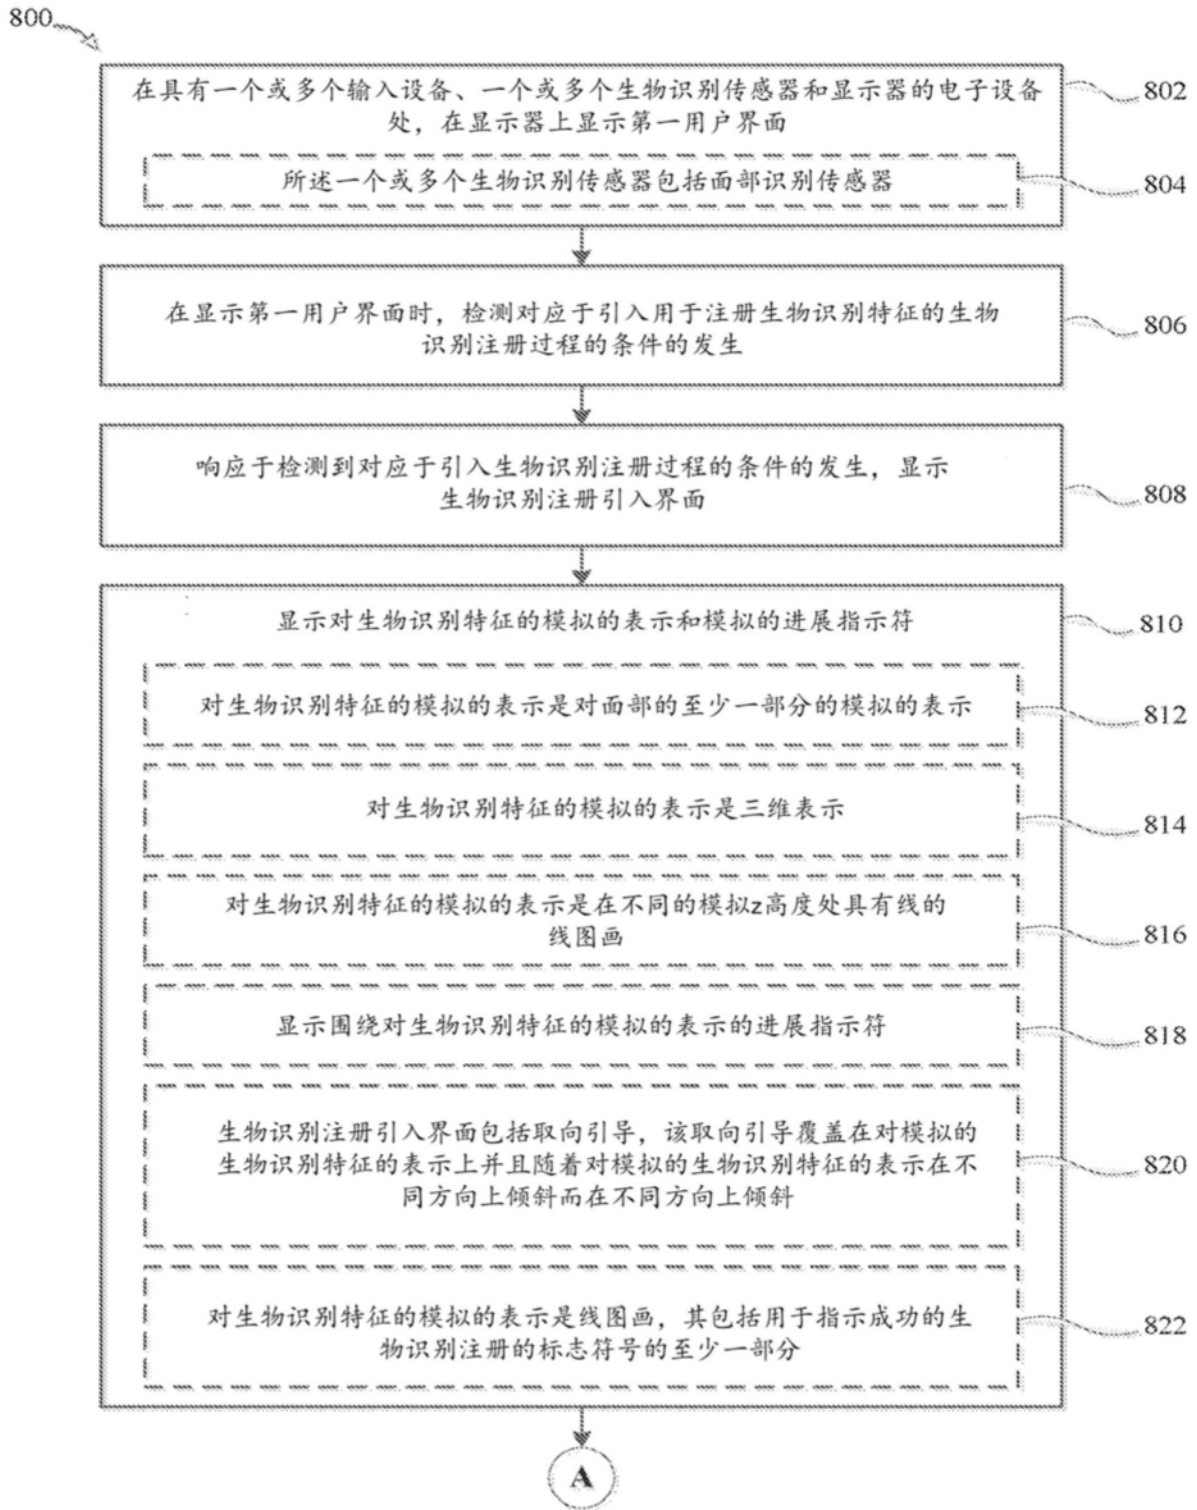 800
在具有一个或多个输入设备、一个或多个生物识别传感器和显示器的电子设备
处，在显示器上显示第一用户界面
802
所述一个或多个生物识别传感器包括面部识别传感器
804
在显示第一用户界面时，检测对应于引入用于注册生物识别特征的生物
识别注册过程的条件的发生
806
响应于检测到对应于引入生物识别注册过程的条件的发生，显示
生物识别注册引入界面
808
显示对生物识别特征的模拟的表示和模拟的进展指示符
810
对生物识别特征的模拟的表示是对面部的至少一部分的模拟的表示
812
对生物识别特征的模拟的表示是三维表示
814
对生物识别特征的模拟的表示是在不同的模拟z高度处具有线的
线图画
816
显示围绕对生物识别特征的模拟的表示的进展指示符
818
生物识别注册引入界面包括取向引导，该取向引导覆盖在对模拟的
生物识别特征的表示上并且随着对模拟的生物识别特征的表示在不
同方向上倾斜而在不同方向上倾斜
820
对生物识别特征的模拟的表示是线图画，其包括用于指示成功的生
物识别注册的标志符号的至少一部分
822
A